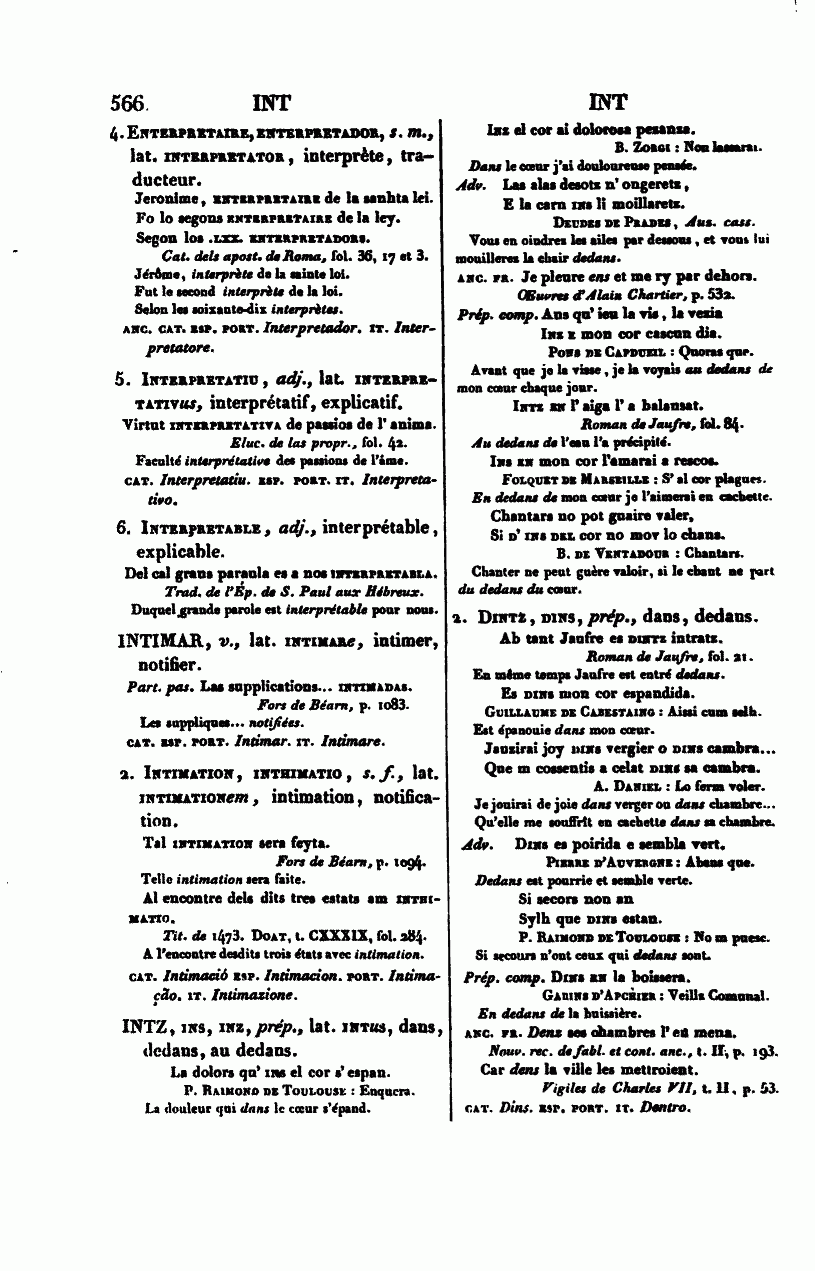 566. INT
4. ENTERPRETAIRE, ENTERPRETADOR, s. m.,
lat. INTERPRETATOR, interprète, tra-
ducteur.
Jeronime, ENTERPRETAIRE de la sanhta lei.
Fo lo segons ENTERPRETAIRE de la ley.
Segon los .LXX. ENTERPRETADORS.
Cat. dels apost. de Roma, fol. 36, 17 et 3.
Jérôme, interprète de la sainte loi.
Fut le second interprète de la loi.
Selon les soixante-dix interprètes.
ANC. CAT. ESP. PORT. Interpretador. IT. Inter-
pretatore.
5. INTERPRETATIU, adj., lat. INTERPRE-
TATIVUS, interprétatif, explicatif.
Virtut INTERPRETATIVA de passios de l' anima.
Eluc. de las propr., fol. 42.
Faculté interprétative des passions de l'âme.
CAT. Interpretatiu. ESP. PORT. IT. Interpreta-
tivo.
6. INTERPRETABLE, adj., interprétable,
explicable.
Del cal grans paraula es a nos INTERPRETABLA.
Trad. de l'Ép. de S. Paul aux Hébreux.
Duquel grande parole est interprétable pour nous.
INTIMAR, v., lat. INTIMARe, intimer,
notifier.
Part. pas. Las supplications... INTIMADAS.
Fors de Béarn, p. 1083.
Les suppliques... notifiées.
CAT. ESP. PORT. Intimar. IT. Intimare.
2. INTIMATION, INTHIMATIO, s. f., lat.
INTIMATIONem, intimation, notifica-
tion.
Tal INTIMATION sera feyta.
Fors de Béarn, p. 1094.
Telle intimation sera faite.
Al encontre dels dits tres estats am INTHI-
MATIO.
Tit. de 1473. DOAT, t. CXXXIX, fol. 284.
A l'encontre desdits trois états avec intimation.
CAT. Intimació ESP. Intimacion. PORT. Intima-
ção. IT. Intimazione.
INTZ, INS, INZ, prép., lat. INTUS, dans,
dedans, au dedans.
La dolors qu' INS el cor s' espan.
P. RAIMOND DE TOULOUSE : Enquera.
La douleur qui dans le cœur s'épand.
INT
INZ el cor ai dolorosa pesansa.
B. ZORGI : Non lassarai.
Dans le cœur j'ai douloureuse pensée.
Adv. Las alas desotz n' ongeretz,
E la carn INS li moillaretz.
DEUDES DE PRADES, Aus. cass.
Vous en oindrez les ailes par dessous, et vous lui
mouillerez la chair dedans.
ANC. FR. Je pleure ens et me ry par dehors.
Œuvres d'Alain Chartier, p. 532.
Prép. comp. Ans qu' ieu la vis, la vezia
INS E mon cor cascun dia.
PONS DE CAPDUEIL : Quoras que.
Avant que je la visse, je la voyais au dedans de
mon cœur chaque jour.
INTZ EN l' aiga l' a balansat.
Roman de Jaufre, fol. 84.
Au dedans de l'eau l'a précipité.
INS EN mon cor l'amarai a rescos.
FOLQUET DE MARSEILLE : S' al cor plagues.
En dedans de mon cœur je l'aimerai en cachette.
Chantars no pot guaire valer,
Si D' INS DEL cor no mov lo chans.
B. DE VENTADOUR : Chantars.
Chanter ne peut guère valoir, si le chant ne part
du dedans du cœur.
2. DINTZ, DINS, prép., dans, dedans.
Ab tant Jaufre es DINTZ intrats.
Roman de Jaufre, fol. 21.
En même temps Jaufre est entré dedans.
Es DINS mon cor espandida.
GUILLAUME DE CABESTAING : Aissi cum selh.
Est épanouie dans mon cœur.
Jauzirai joy DINS vergier o DINS cambra...
Que m cossentis a celat DINS sa cambra.
A. DANIEL : Lo ferm voler.
Je jouirai de joie dans verger ou dans chambre...
Qu'elle me souffrît en cachette dans sa chambre.
Adv. DINS es poirida e sembla vert.
PIERRE D'AUVERGNE : Abans que.
Dedans est pourrie et semble verte.
Si secors non an
Sylh que DINS estan.
P. RAIMOND DE TOULOUSE : No m puesc.
Si secours n'ont ceux qui dedans sont.
Prép. comp. DINS EN la boissera.
GARINS D'APCHIER : Veilla Comunal.
En dedans de la buissière.
ANC. FR. Denz ses chambres l' en mena.
Nouv. rec. de fabl. et cont. anc., t. II, p. 193.
Car dens la ville les mettroient.
Vigiles de Charles VII, t. II, p. 53.
CAT. Dins. ESP. PORT. IT. Dentro.